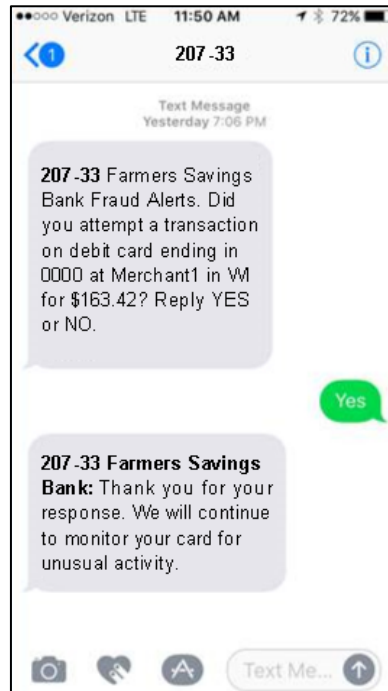 Verizon LTE 11:50 AM 72%
1 207-33 i
Text Message
Yesterday 7:06 PM
207-33 Farmers Savings
Bank Fraud Alerts. Did
you attempt a transaction
on debit card ending in
0000 at Merchant1 in WI
for $163.42? Reply YES
or NO.
Yes
207-33 Farmers Savings
Bank: Thank you for your
response. We will continue
to monitor your card for
unusual activity.
Text Me...